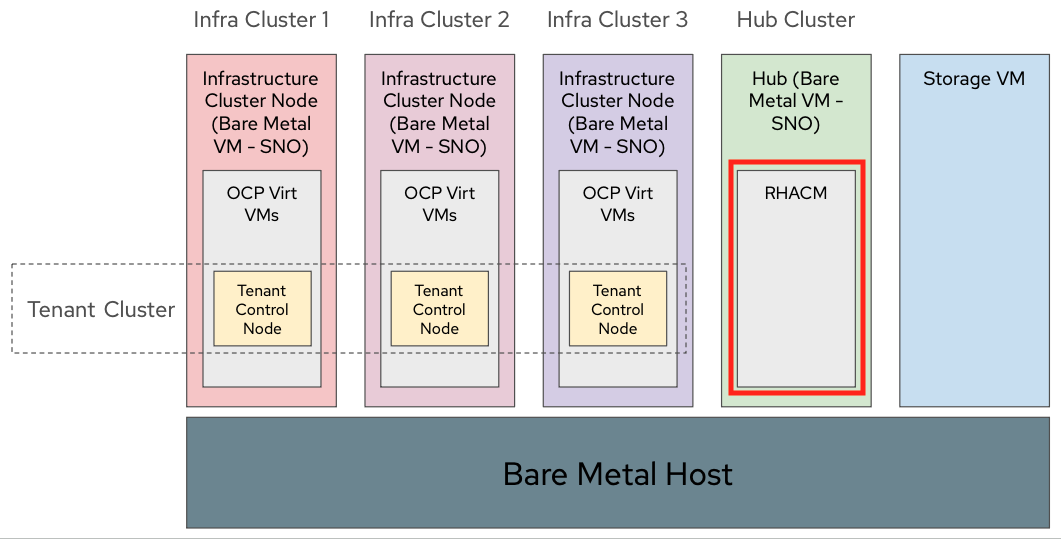 Infra Cluster 1
Infra Cluster 2
Infra Cluster 3
Hub Cluster
Infrastructure
Cluster Node
(Bare Metal
VM - SNO)
Infrastructure
Cluster Node
(Bare Metal
VM - SNO)
Infrastructure
Cluster Node
(Bare Metal
VM - SNO)
Hub (Bare
Metal VM -
SNO)
Storage VM
OCP Virt
VMs
OCP Virt
VMs
OCP Virt
VMs
RHACM
Tenant Cluster
Tenant
Control
Node
Tenant
Control
Node
Tenant
Control
Node
Bare Metal Host